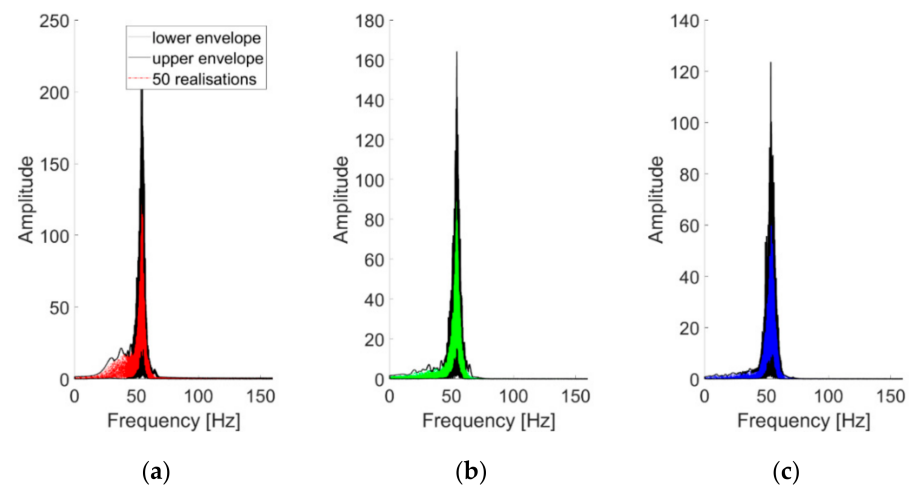 250
200
150
100
50
0
Amplitude
lower envelope
upper envelope
50 realisations
0 50 100 150
Frequency [Hz]
(a)
180
160
140
120
100
80
60
40
20
0
Amplitude
0 50 100 150
Frequency [Hz]
(b)
140
120
100
80
60
40
20
0
Amplitude
0 50 100 150
Frequency [Hz]
(c)